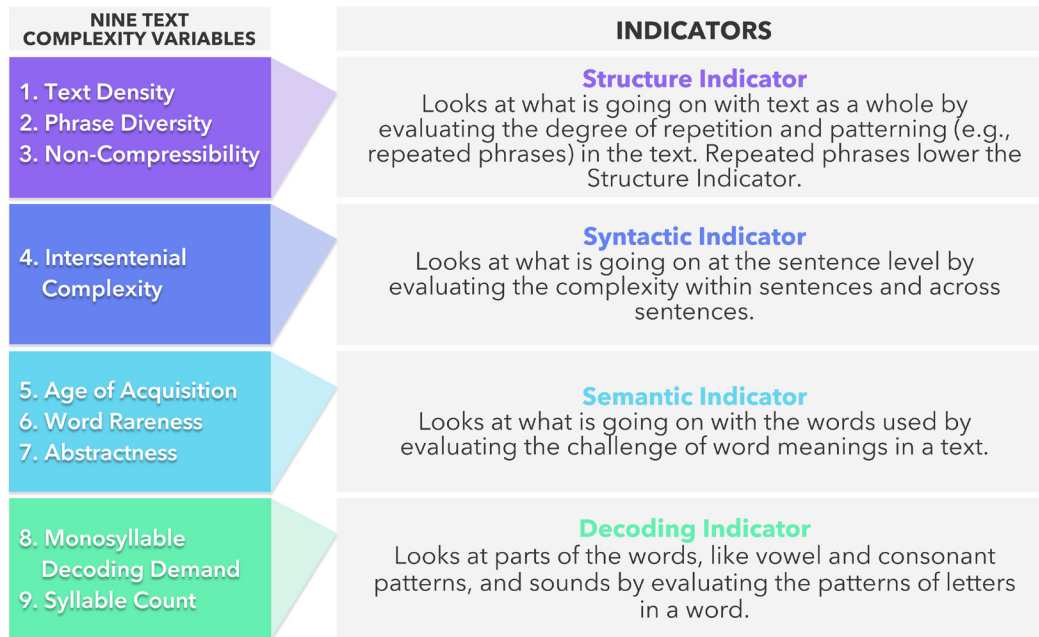 NINE TEXT
COMPLEXITY VARIABLES
INDICATORS
1. Text Density
2. Phrase Diversity
3. Non-Compressibility
Structure Indicator
Looks at what is going on with text as a whole by
evaluating the degree of repetition and patterning (e.g.,
repeated phrases) in the text. Repeated phrases lower the
Structure Indicator.
4. Intersentenial
Complexity
Syntactic Indicator
Looks at what is going on at the sentence level by
evaluating the complexity within sentences and across
sentences.
5. Age of Acquisition
6. Word Rareness
7. Abstractness
Semantic Indicator
Looks at what is going on with the words used by
evaluating the challenge of word meanings in a text.
8. Monosyllable
Decoding Demand
9. Syllable Count
Decoding Indicator
Looks at parts of the words, like vowel and consonant
patterns, and sounds by evaluating the patterns of letters
in a word.